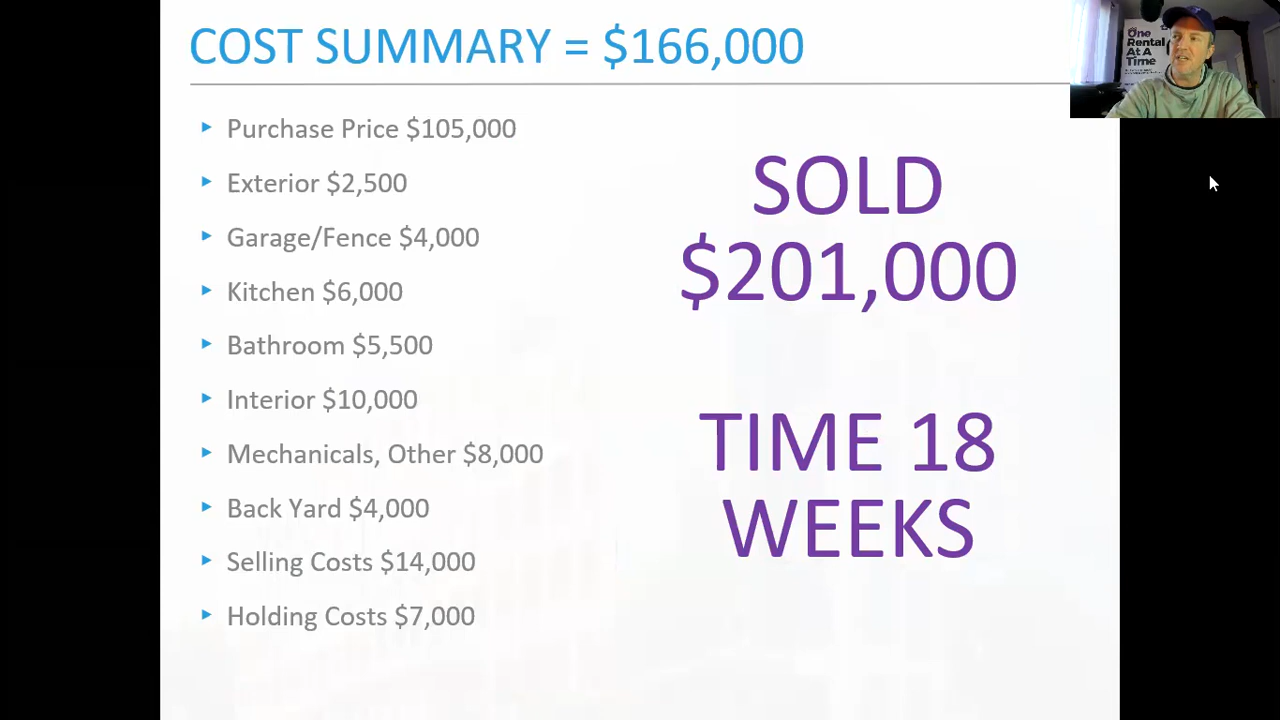 COST SUMMARY = $166,000
Purchase Price $105,000
Exterior $2,500
Garage/Fence $4,000
Kitchen $6,000
Bathroom $5,500
Interior $10,000
Mechanicals, Other $8,000
Back Yard $4,000
Selling Costs $14,000
Holding Costs $7,000
SOLD
$201,000
TIME 18
WEEKS
One
Rental
At A
Time